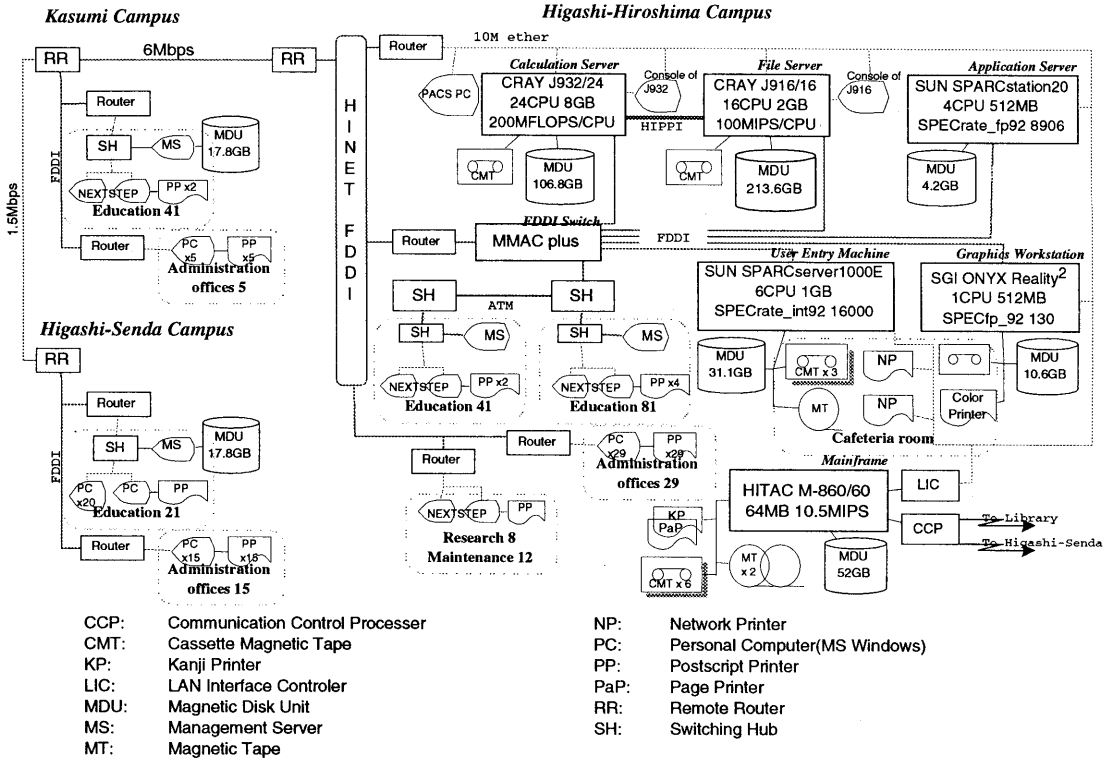 Kasumi Campus
Higashi-Hiroshima Campus
RR
6Mbps
RR
Router
10M ether
HINET FDDI
Calculation Server
CRAY J932/24
24CPU 8GB
200MFLOPS/CPU
PACS PC
Console of
J932
File Server
CRAY J916/16
16CPU 2GB
100MIPS/CPU
Console of
J916
Application Server
SUN SPARCstation20
4CPU 512MB
SPECrate_fp92 8906
HIPPI
CMT
MDU
106.8GB
CMT
MDU
213.6GB
MDU
4.2GB
Router
SH
MS
MDU
17.8GB
FDDI
NEXTSTEP
PP x2
Education 41
1.5Mbps
Router
PC
x5
PP
x5
Administration
offices 5
Router
FDDI Switch
MMAC plus
FDDI
SH
ATM
SH
SH
MS
SH
MS
NEXTSTEP
PP x2
Education 41
NEXTSTEP
PP x4
Education 81
User Entry Machine
SUN SPARCserver1000E
6CPU 1GB
SPECrate_int92 16000
Graphics Workstation
SGI ONYX Reality2
1CPU 512MB
SPECfp_92 130
MDU
31.1GB
CMT x 3
MT
NP
NP
MDU
10.6GB
Color
Printer
Cafeteria room
Higashi-Senda Campus
RR
Router
SH
MS
MDU
17.8GB
FDDI
PC
x20
PC
PP
Education 21
Router
PC
x15
PP
x15
Administration
offices 15
Router
Router
PC
x29
PP
x29
Administration
offices 29
NEXTSTEP
PP
Research 8
Maintenance 12
Mainframe
HITAC M-860/60
64MB 10.5MIPS
LIC
CCP
To Library
To Higashi-Senda
KP
PaP
CMT x 6
MT
x 2
MDU
52GB
CCP: Communication Control Processer
CMT: Cassette Magnetic Tape
KP: Kanji Printer
LIC: LAN Interface Controler
MDU: Magnetic Disk Unit
MS: Management Server
MT: Magnetic Tape
NP: Network Printer
PC: Personal Computer(MS Windows)
PP: Postscript Printer
PaP: Page Printer
RR: Remote Router
SH: Switching Hub